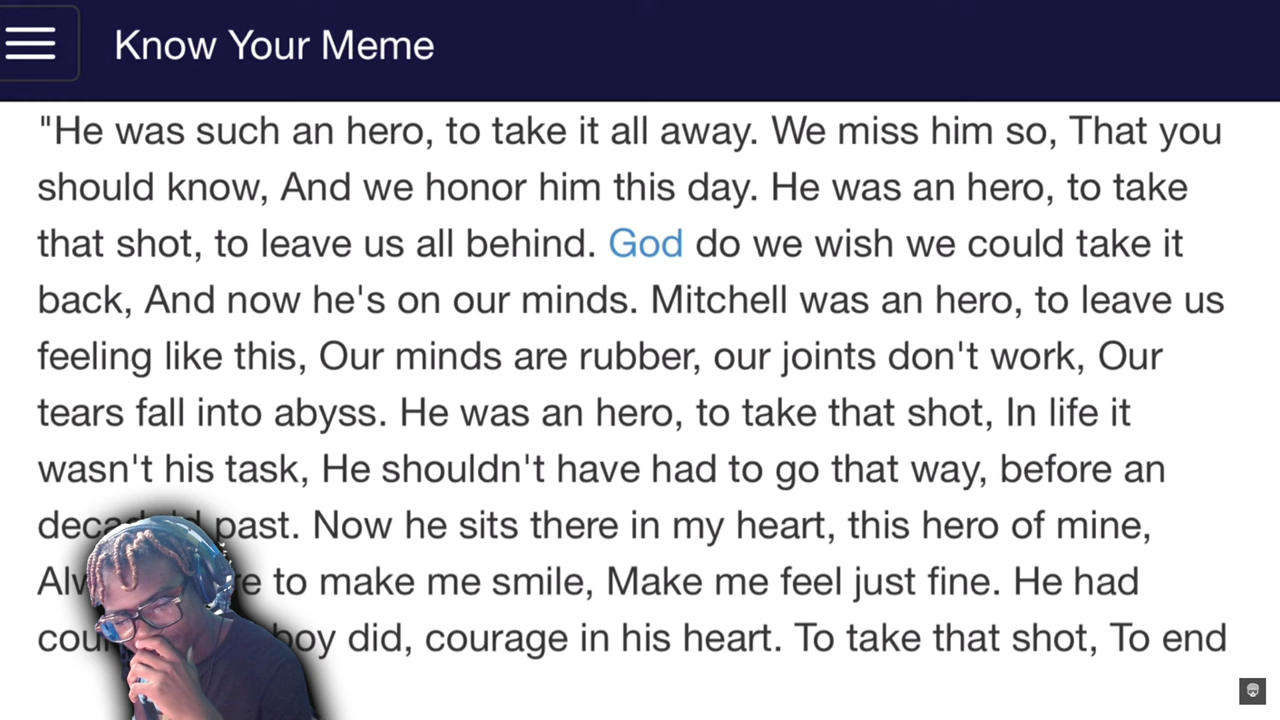 Know Your Meme
"He was such an hero, to take it all away. We miss him so, That you
should know, And we honor him this day. He was an hero, to take
that shot, to leave us all behind. God do we wish we could take it
back, And now he's on our minds. Mitchell was an hero, to leave us
feeling like this, Our minds are rubber, our joints don't work, Our
tears fall into abyss. He was an hero, to take that shot, In life it
wasn't his task, He shouldn't have had to go that way, before an
past. Now he sits there in my heart, this hero of mine,
to make me smile, Make me feel just fine. He had
boy did, courage in his heart. To take that shot, To end